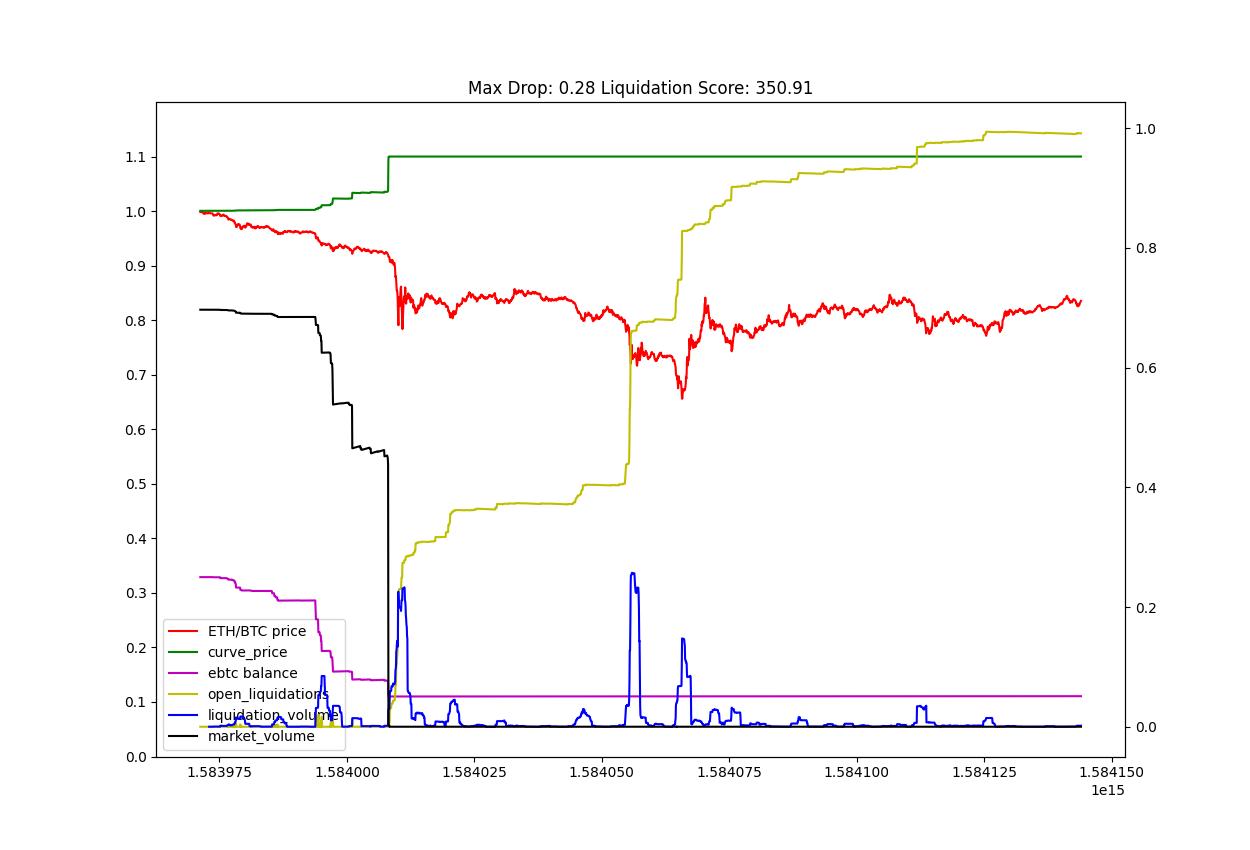 Max Drop: 0.28 Liquidation Score: 350.91
1.1
1.0
0.9
0.8
0.7
0.6
0.5
0.4
0.3
0.2
0.1
0.0
1.0
0.8
0.6
0.4
0.2
0.0
ETH/BTC price
curve_price
ebtc balance
open_liquidations
liquidation_volume
market_volume
1.583975 1.584000 1.584025 1.584050 1.584075 1.584100 1.584125 1.584150
1e15